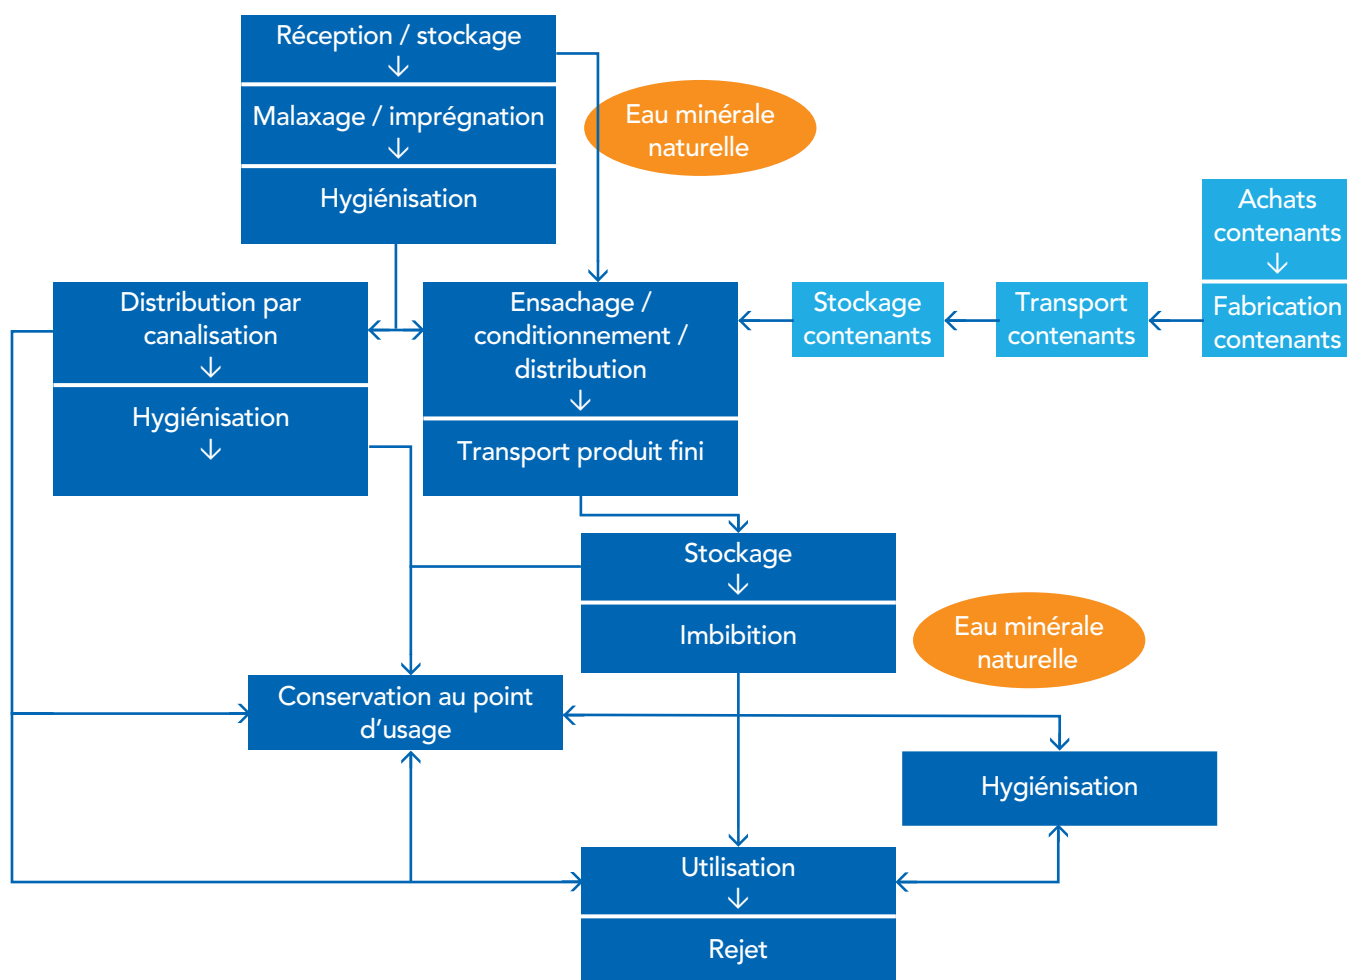 Réception / stockage
Malaxage / imprégnation
Hygiénisation
Eau minérale
naturelle
Achats
contenants
Fabrication
contenants
Transport
contenants
Stockage
contenants
Distribution par
canalisation
Hygiénisation
Ensachage /
conditionnement /
distribution
Transport produit fini
Stockage
Imbibition
Eau minérale
naturelle
Conservation au point
d’usage
Hygiénisation
Utilisation
Rejet